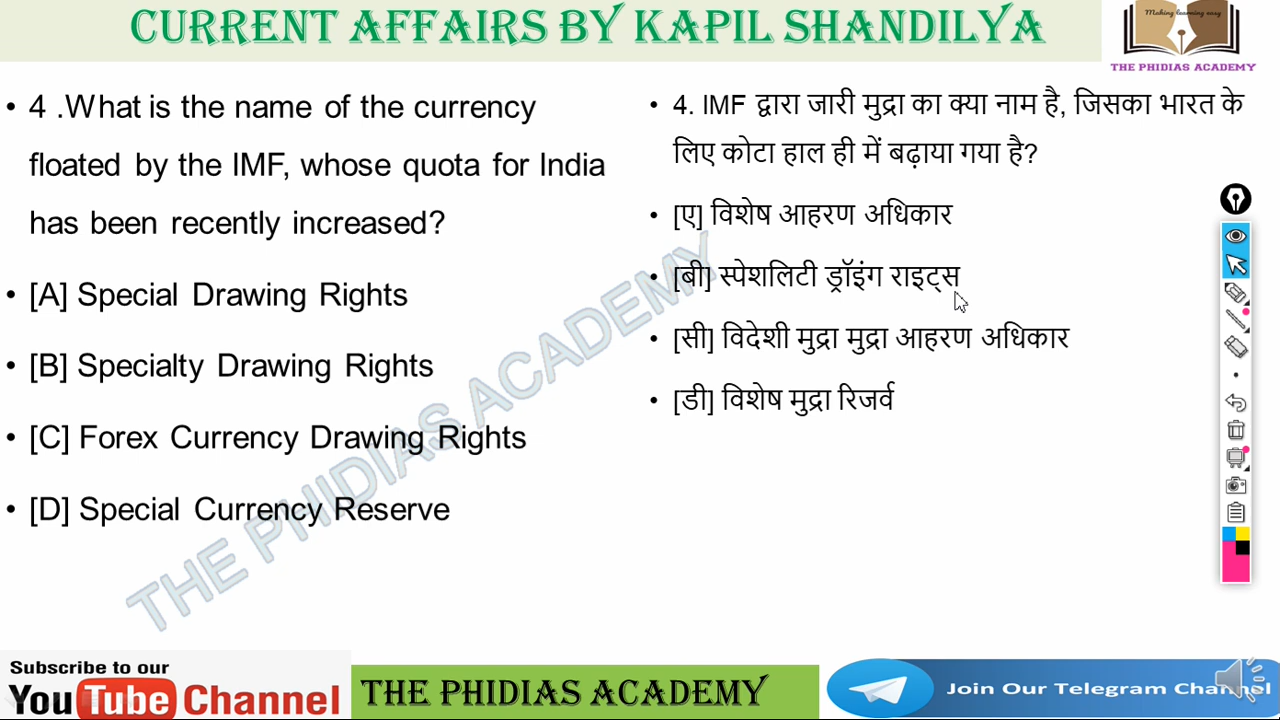 CURRENT AFFAIRS BY KAPIL SHANDILYA
Making learning easy
THE PHIDIAS ACADEMY
• 4 .What is the name of the currency
floated by the IMF, whose quota for India
has been recently increased?
• [A] Special Drawing Rights
• [B] Specialty Drawing Rights
• [C] Forex Currency Drawing Rights
• [D] Special Currency Reserve
• 4. IMF द्वारा जारी मुद्रा का क्या नाम है, जिसका भारत के
लिए कोटा हाल ही में बढ़ाया गया है?
• [ए] विशेष आहरण अधिकार
• [बी] स्पेशलिटी ड्रॉइंग राइट्स
• [सी] विदेशी मुद्रा मुद्रा आहरण अधिकार
• [डी] विशेष मुद्रा रिजर्व
THE PHIDIAS ACADEMY
Subscribe to our
YouTube Channel
THE PHIDIAS ACADEMY
Join Our Telegram Channel